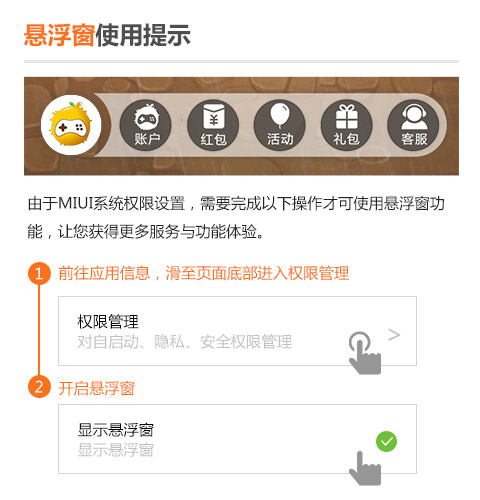 悬浮窗使用提示
账户 红包 活动 礼包 客服
由于MIUI系统权限设置，需要完成以下操作才可使用悬浮窗功
能，让您获得更多服务与功能体验。
1 前往应用信息，滑至页面底部进入权限管理
权限管理
对自启动、隐私、安全权限管理
2 开启悬浮窗
显示悬浮窗
显示悬浮窗